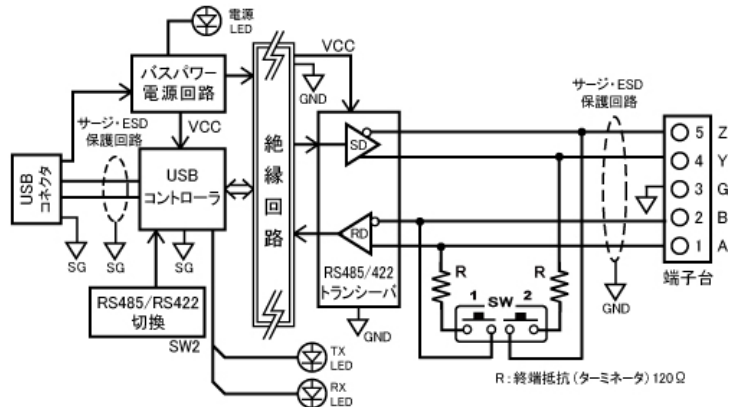 電源
LED
バスパワー
電源回路
VCC
GND
VCC
サージ・ESD
保護回路
USB
コネクタ
USB
コントローラ
SG
SG
SG
絶縁回路
SD
RD
RS485/422
トランシーバ
GND
サージ・ESD
保護回路
5 Z
4 Y
3 G
2 B
1 A
端子台
GND
R
R
1 SW 2
RS485/RS422
切換
SW2
TX
LED
RX
LED
R:終端抵抗(ターミネータ)120Ω